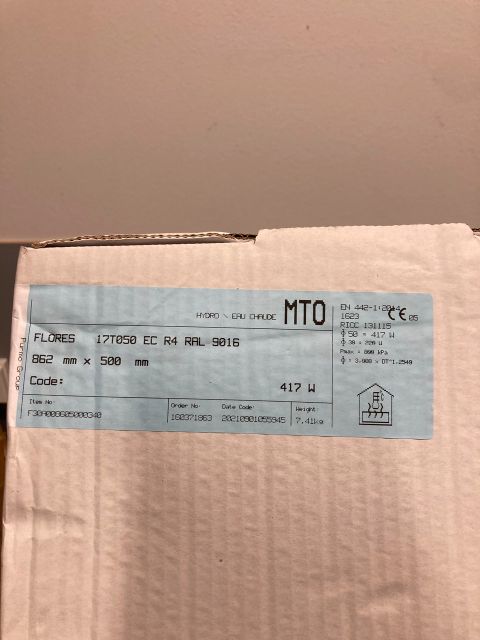 HYDRO \ EAU CHAUDE MTO
FLORES 17T050 EC R4 RAL 9016
862 mm x 500 mm
Code:
417 W
Item No:
Order No:
160371863
Date Code:
20210901055945
Weight:
7.41kg
EN 442-1:2014
1623 CE 05
RICC 131115
ϕ 50 = 417 W
ϕ 30 = 220 W
Pmax = 800 kPa
Purmo Group